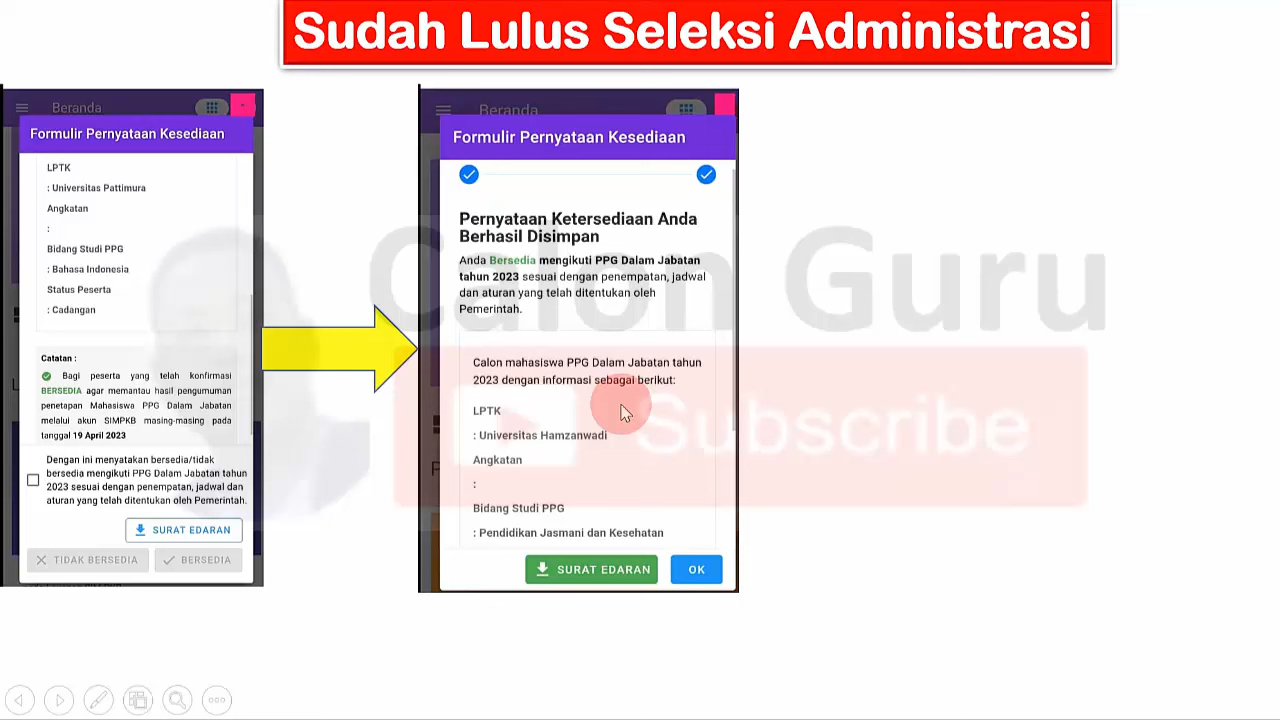 Sudah Lulus Seleksi Administrasi
Beranda
Formulir Pernyataan Kesediaan
LPTK
: Universitas Pattimura
Angkatan
:
Bidang Studi PPG
: Bahasa Indonesia
Status Peserta
: Cadangan
Catatan :
Bagi peserta yang telah konfirmasi
BERSEDIA agar memantau hasil pengumuman
penetapan Mahasiswa PPG Dalam Jabatan
melalui akun SIMPKB masing-masing pada
tanggal 19 April 2023
Dengan ini menyatakan bersedia/tidak
bersedia mengikuti PPG Dalam Jabatan tahun
2023 sesuai dengan penempatan, jadwal dan
aturan yang telah ditentukan oleh Pemerintah.
SURAT EDARAN
TIDAK BERSEDIA
BERSEDIA
Beranda
Formulir Pernyataan Kesediaan
Pernyataan Ketersediaan Anda
Berhasil Disimpan
Anda Bersedia mengikuti PPG Dalam Jabatan
tahun 2023 sesuai dengan penempatan, jadwal
dan aturan yang telah ditentukan oleh
Pemerintah.
Calon mahasiswa PPG Dalam Jabatan tahun
2023 dengan informasi sebagai berikut:
LPTK
: Universitas Hamzanwadi
Angkatan
:
Bidang Studi PPG
: Pendidikan Jasmani dan Kesehatan
SURAT EDARAN
OK
Calon Guru
Subscribe